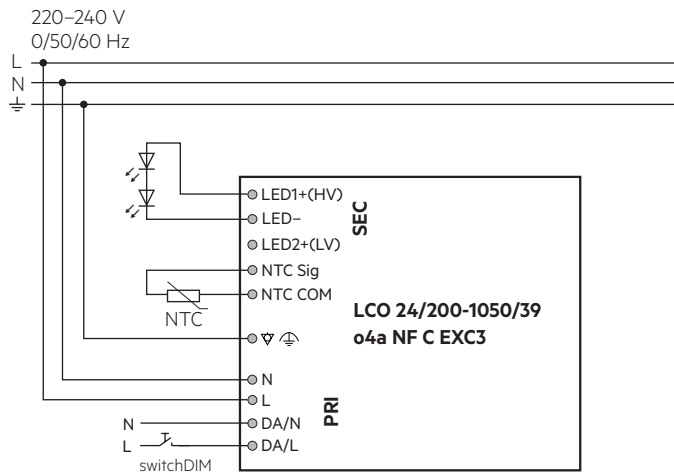 220–240 V
0/50/60 Hz
L
N
LED1+(HV)
LED–
LED2+(LV)
SEC
NTC Sig
NTC COM
NTC
LCO 24/200-1050/39
o4a NF C EXC3
N
L
PRI
N
DA/N
L
DA/L
switchDIM